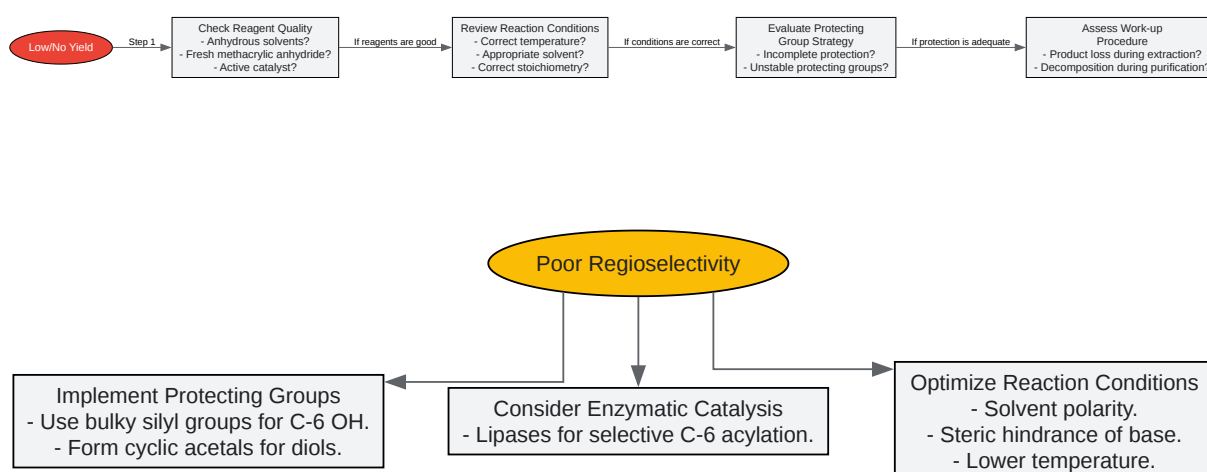 Low/No Yield
Step 1
Check Reagent Quality
- Anhydrous solvents?
- Fresh methacrylic anhydride?
- Active catalyst?
If reagents are good
Review Reaction Conditions
- Correct temperature?
- Appropriate solvent?
- Correct stoichiometry?
If conditions are correct
Evaluate Protecting
Group Strategy
- Incomplete protection?
- Unstable protecting groups?
If protection is adequate
Assess Work-up
Procedure
- Product loss during extraction?
- Decomposition during purification?
Poor Regioselectivity
Implement Protecting Groups
- Use bulky silyl groups for C-6 OH.
- Form cyclic acetals for diols.
Consider Enzymatic Catalysis
- Lipases for selective C-6 acylation.
Optimize Reaction Conditions
- Solvent polarity.
- Steric hindrance of base.
- Lower temperature.